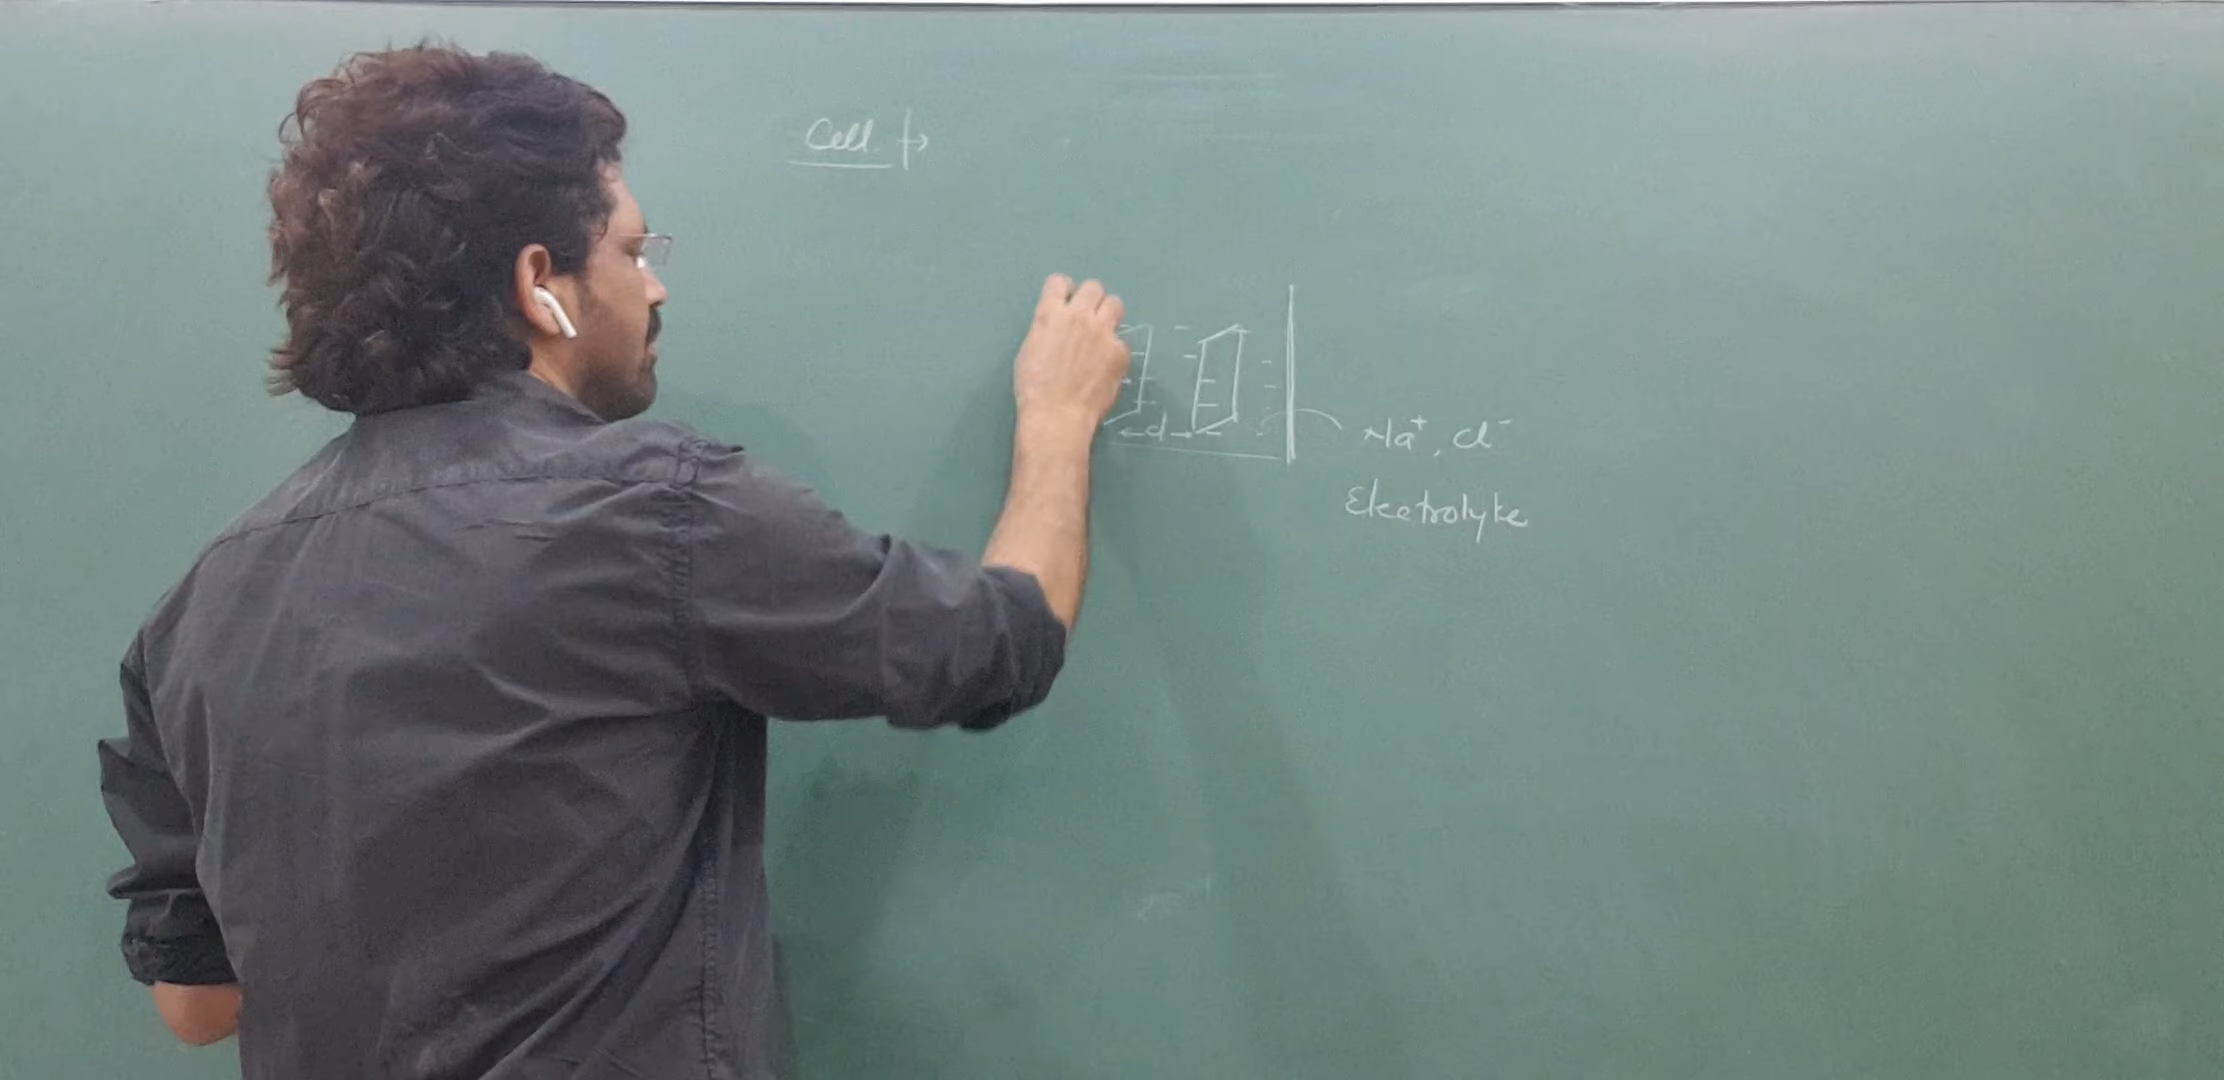 Cell →
d
Na⁺, Cl⁻
Electrolyte